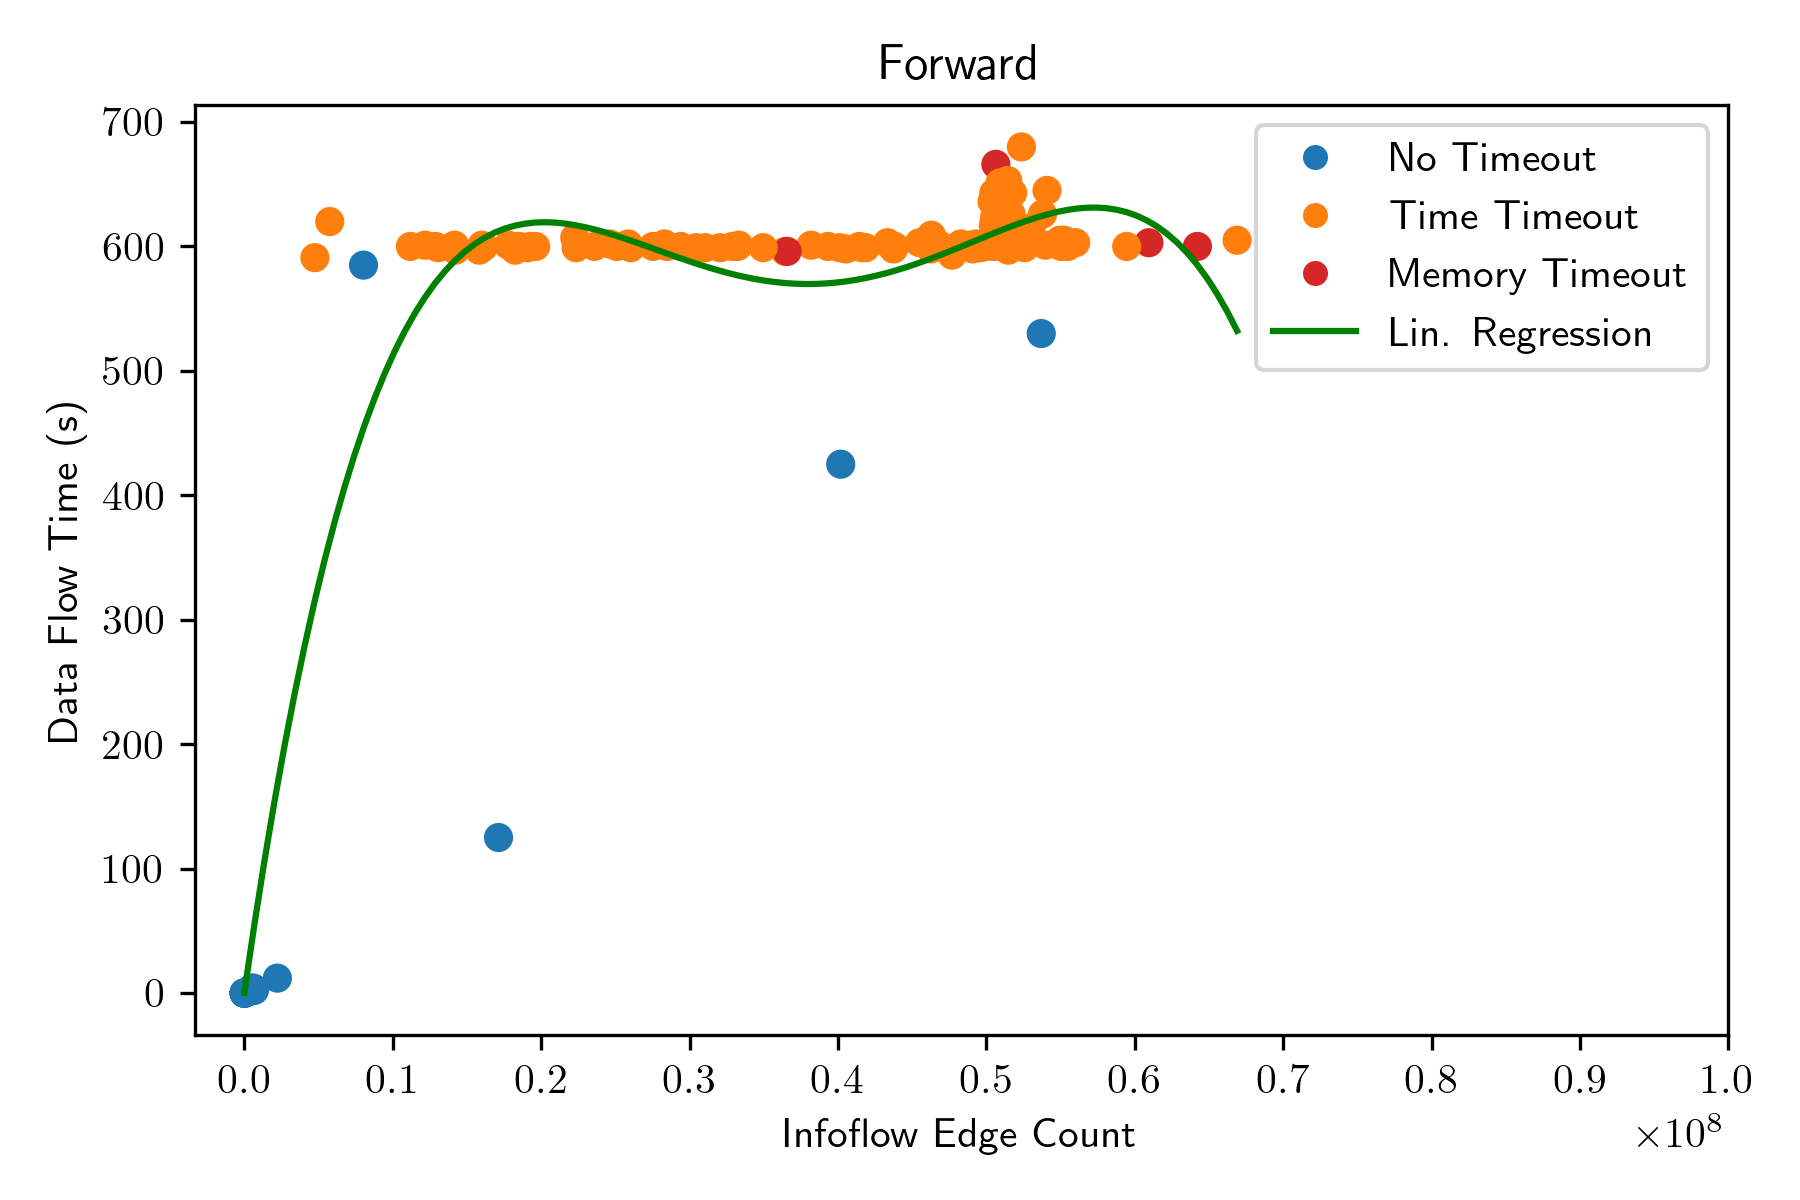 Forward
700
600
500
400
300
200
100
0
Data Flow Time (s)
No Timeout
Time Timeout
Memory Timeout
Lin. Regression
0.0 0.1 0.2 0.3 0.4 0.5 0.6 0.7 0.8 0.9 1.0
Infoflow Edge Count
×10⁸